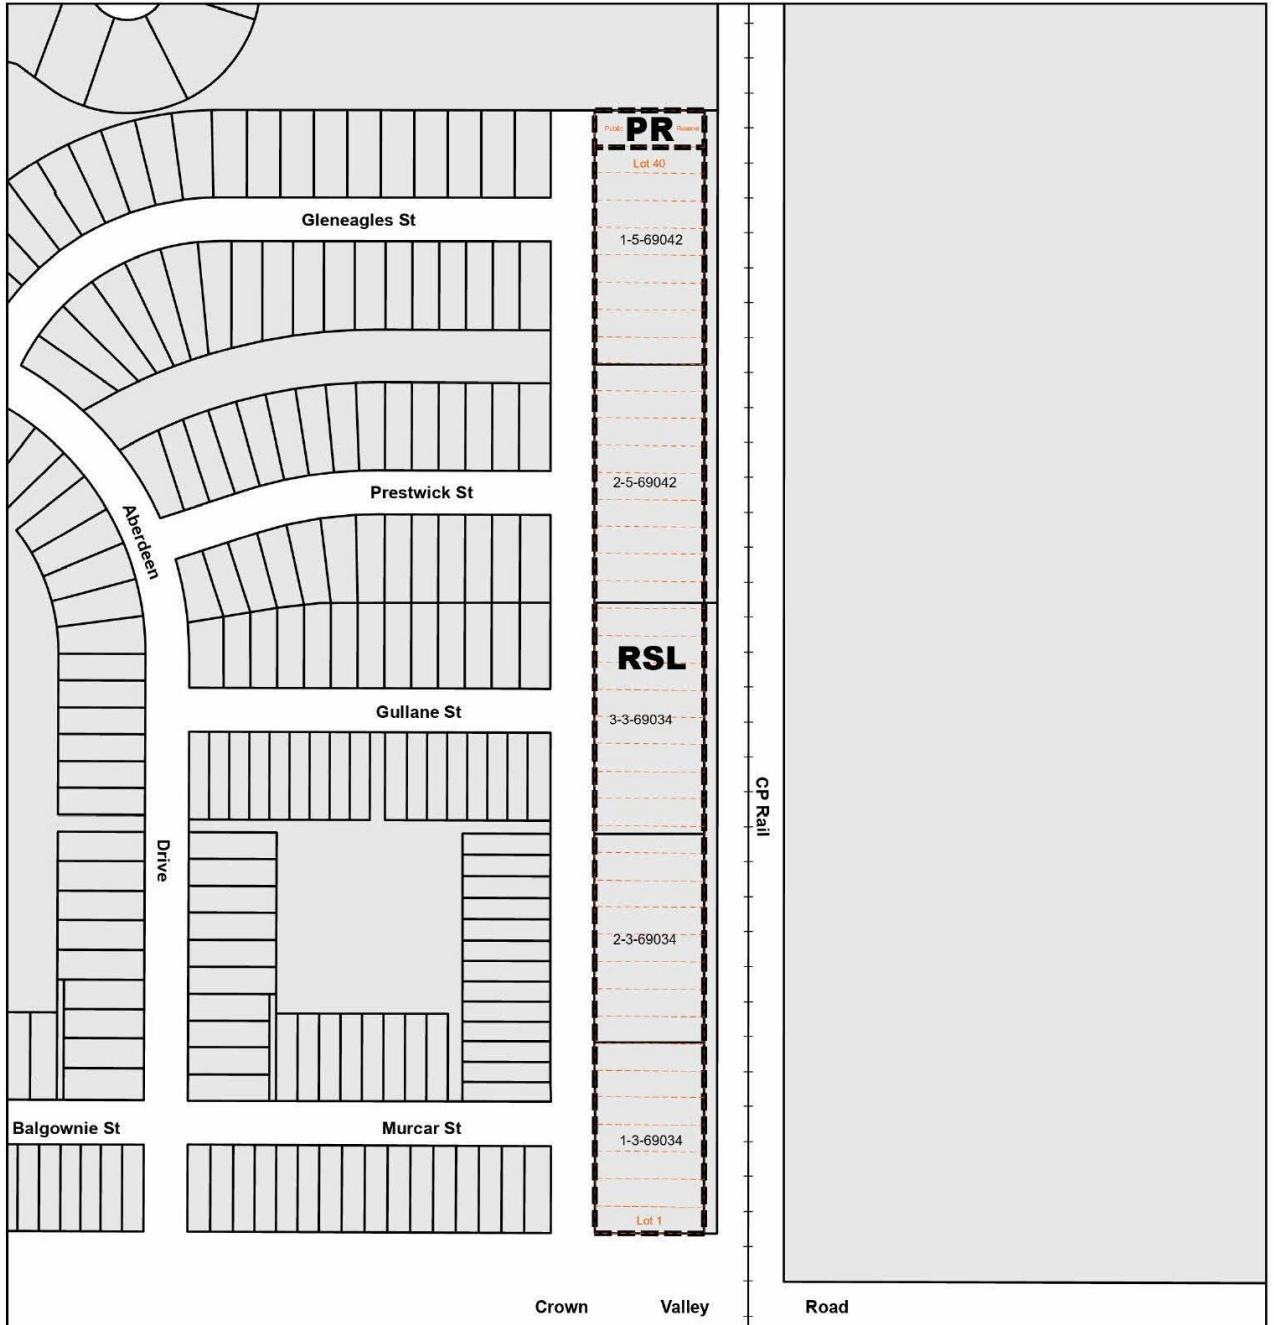 Public PR Reserve
Lot 40
Gleneagles St
1-5-69042
2-5-69042
Prestwick St
Aberdeen
RSL
Gullane St
3-3-69034
CP Rail
Drive
2-3-69034
Balgownie St
Murcar St
1-3-69034
Lot 1
Crown Valley Road